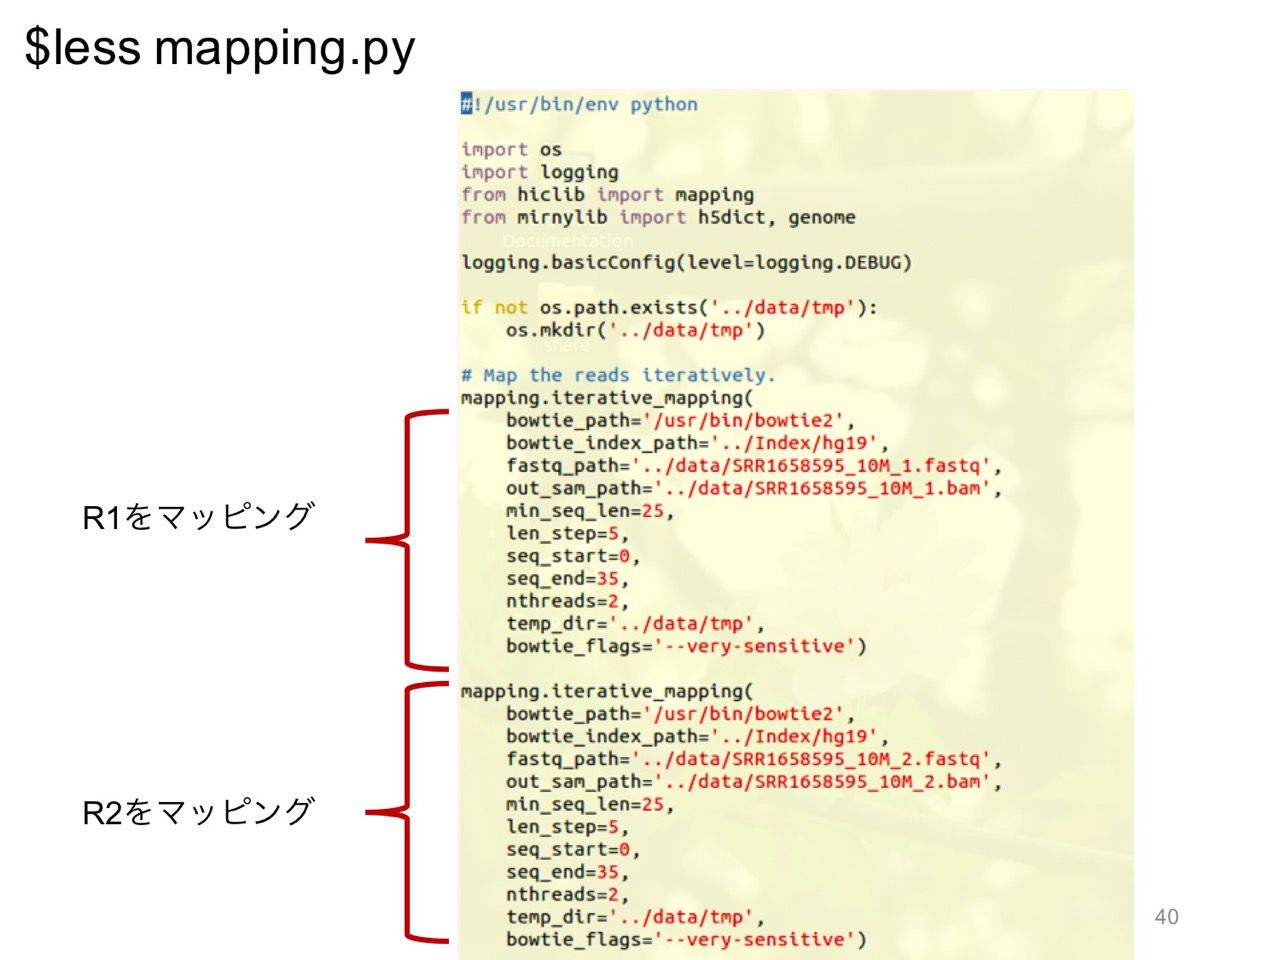 $less mapping.py
#!/usr/bin/env python
import os
import logging
from hiclib import mapping
from mirnylib import h5dict, genome
Documentation
logging.basicConfig(level=logging.DEBUG)
if not os.path.exists('../data/tmp'):
    os.mkdir('../data/tmp')
share
# Map the reads iteratively.
mapping.iterative_mapping(
    bowtie_path='/usr/bin/bowtie2',
    bowtie_index_path='../Index/hg19',
    fastq_path='../data/SRR1658595_10M_1.fastq',
    out_sam_path='../data/SRR1658595_10M_1.bam',
    min_seq_len=25,
    len_step=5,
    seq_start=0,
    seq_end=35,
    nthreads=2,
    temp_dir='../data/tmp',
    bowtie_flags='--very-sensitive')
R1をマッピング
mapping.iterative_mapping(
    bowtie_path='/usr/bin/bowtie2',
    bowtie_index_path='../Index/hg19',
    fastq_path='../data/SRR1658595_10M_2.fastq',
    out_sam_path='../data/SRR1658595_10M_2.bam',
    min_seq_len=25,
    len_step=5,
    seq_start=0,
    seq_end=35,
    nthreads=2,
    temp_dir='../data/tmp',
    bowtie_flags='--very-sensitive')
R2をマッピング
40